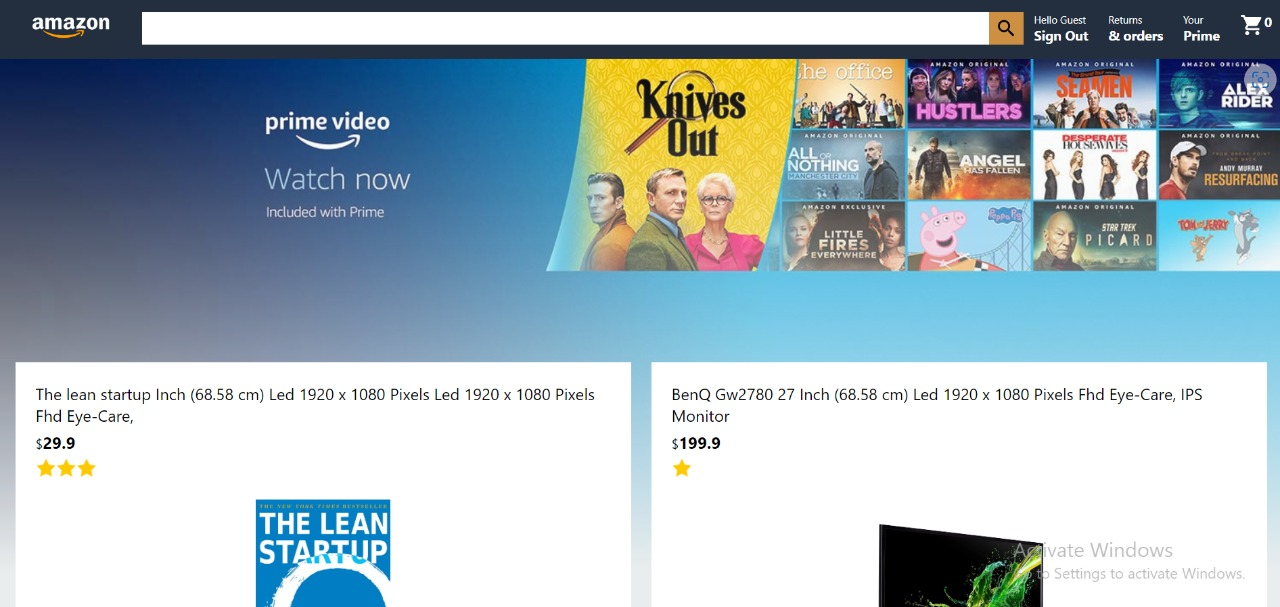 amazon
Hello Guest
Sign Out
Returns
& orders
Your
Prime
0
prime video
Watch now
Included with Prime
Knives
Out
the office
AMAZON ORIGINAL
HUSTLERS
AMAZON ORIGINAL
The Grand Tour
SEAMEN
AMAZON ORIGINAL
ALEX
RIDER
AMAZON ORIGINAL
ALL OR
NOTHING
MANCHESTER CITY
ANGEL
HAS FALLEN
DESPERATE
HOUSEWIVES
AMAZON ORIGINAL
ANDY MURRAY
RESURFACING
AMAZON EXCLUSIVE
LITTLE
FIRES
EVERYWHERE
Peppa Pig
AMAZON ORIGINAL
STAR TREK
PICARD
TOM and JERRY
The lean startup Inch (68.58 cm) Led 1920 x 1080 Pixels Led 1920 x 1080 Pixels
Fhd Eye-Care,
$29.9
THE NEW YORK TIMES BESTSELLER
THE LEAN
STARTUP
BenQ Gw2780 27 Inch (68.58 cm) Led 1920 x 1080 Pixels Fhd Eye-Care, IPS
Monitor
$199.9
Activate Windows
Go to Settings to activate Windows.